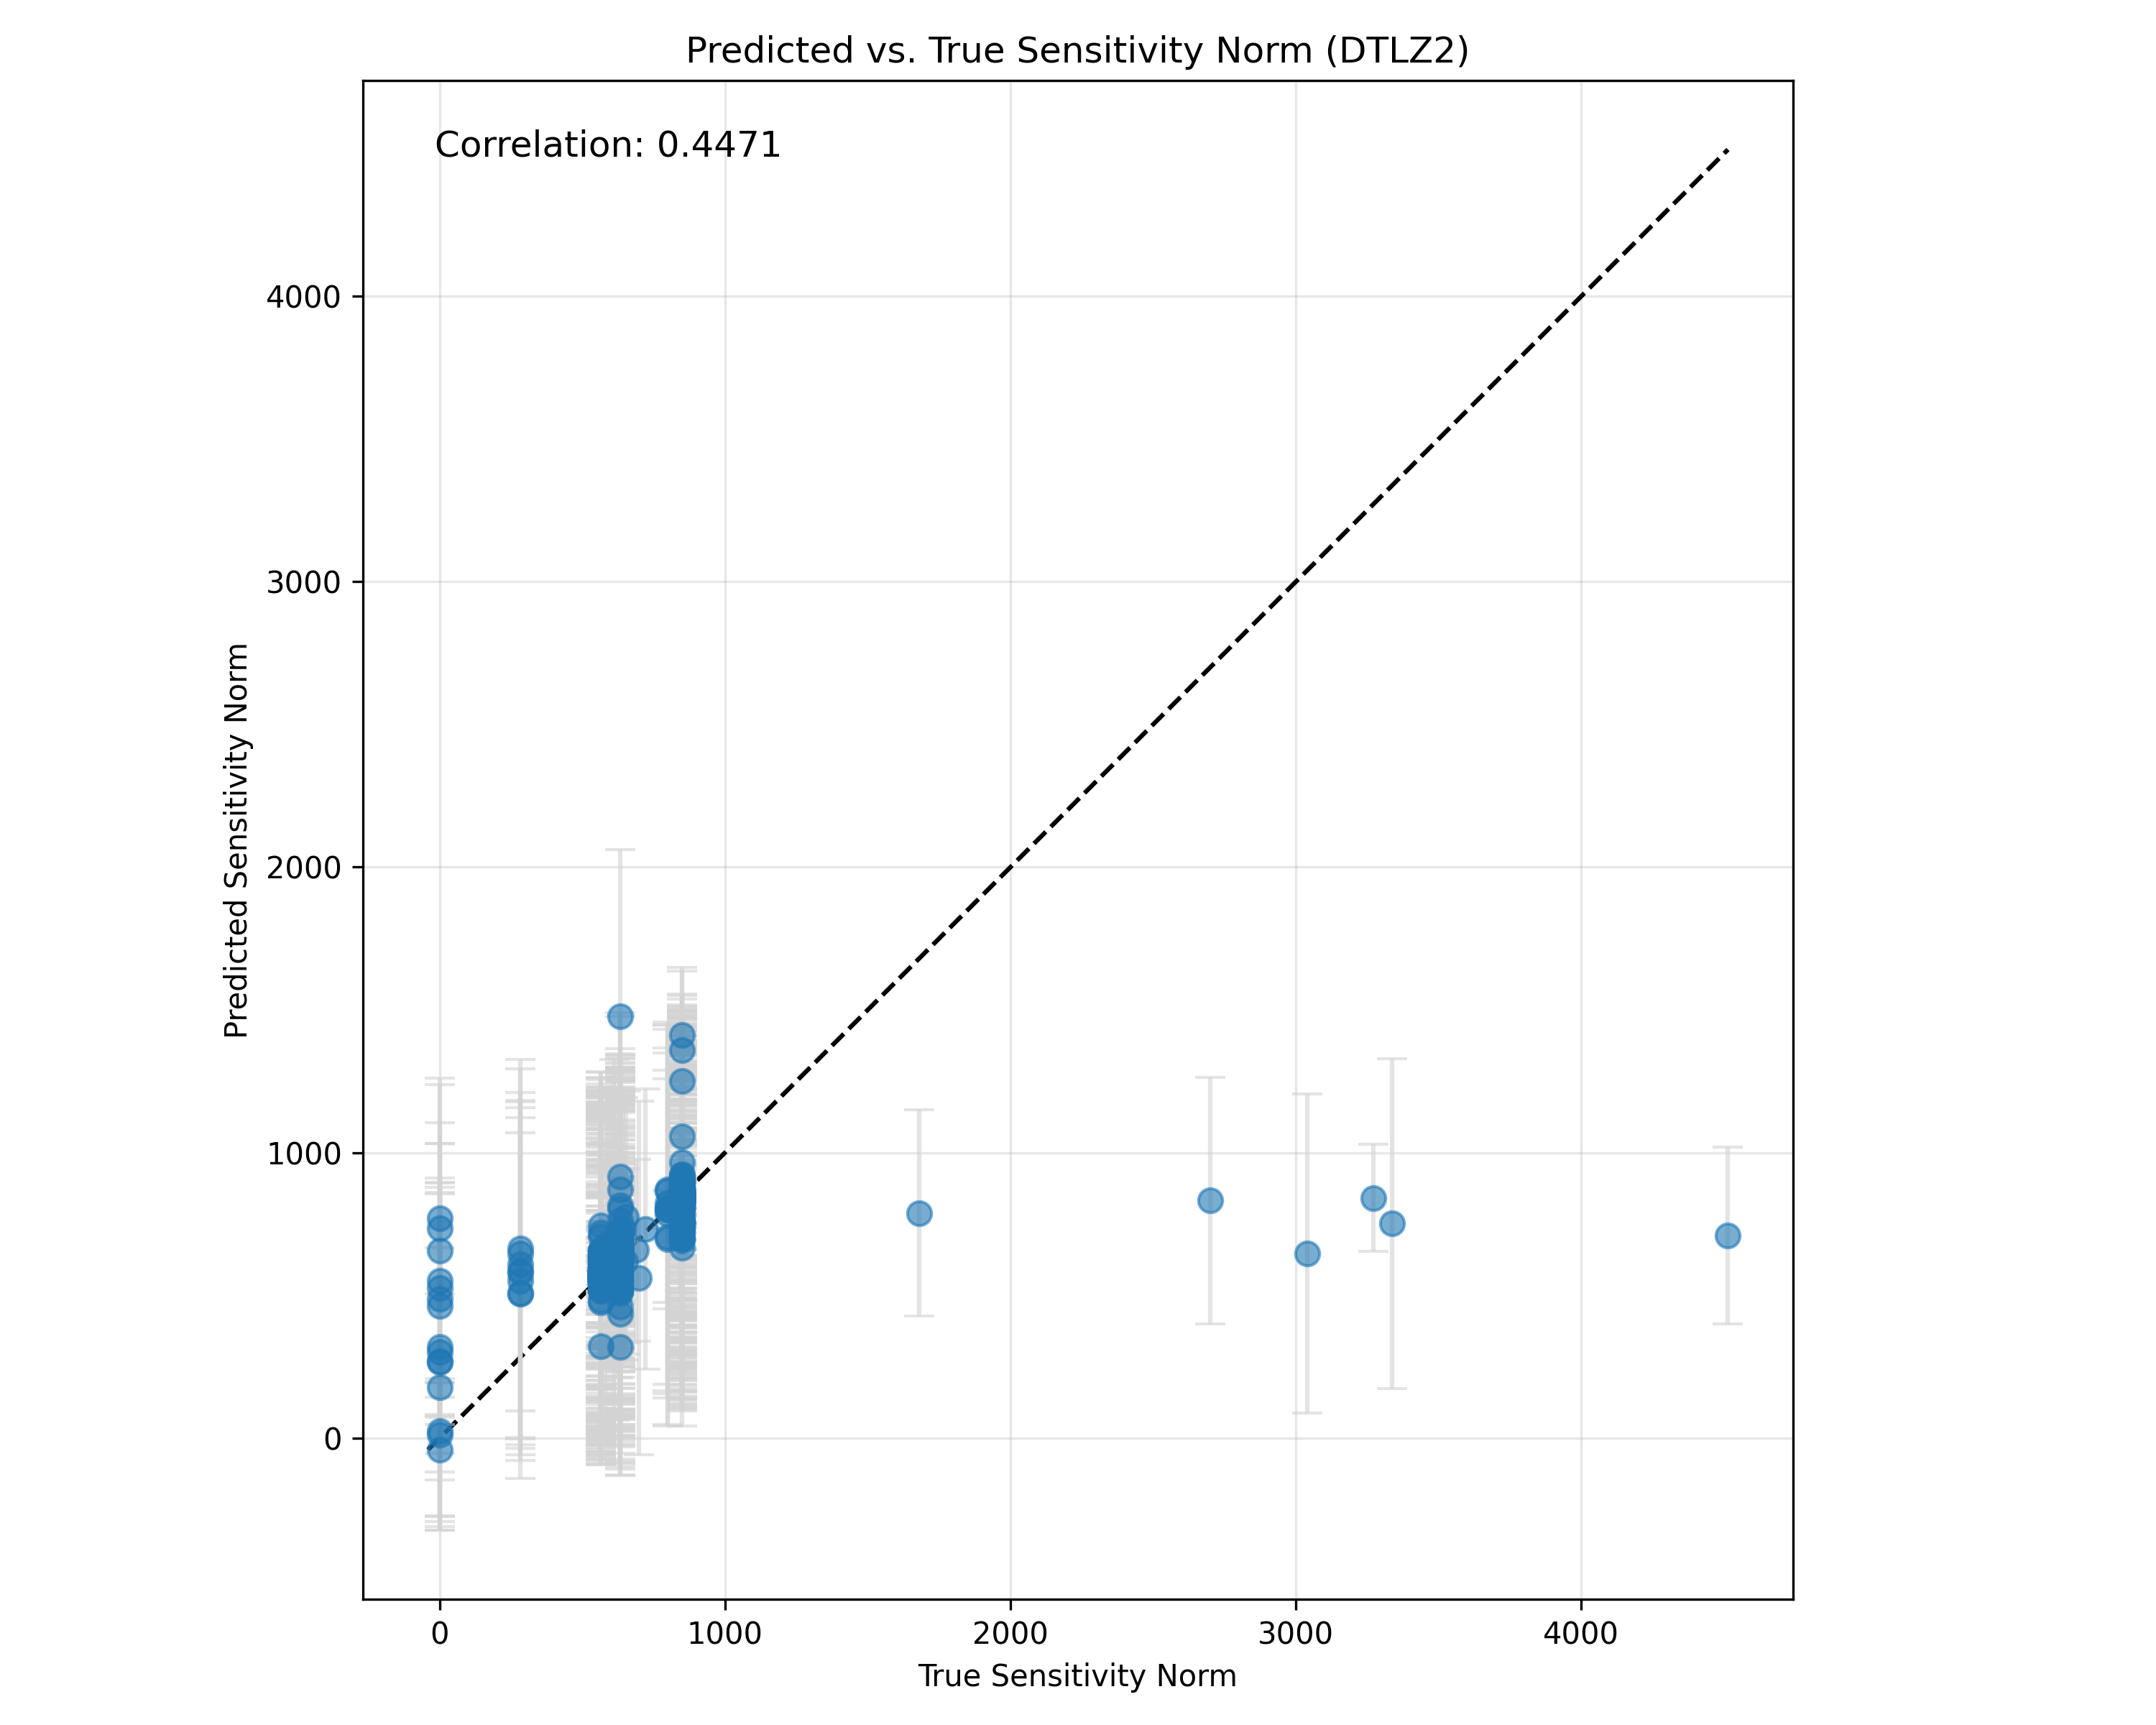 Predicted vs. True Sensitivity Norm (DTLZ2)
Correlation: 0.4471
Predicted Sensitivity Norm
4000
3000
2000
1000
0
0 1000 2000 3000 4000
True Sensitivity Norm